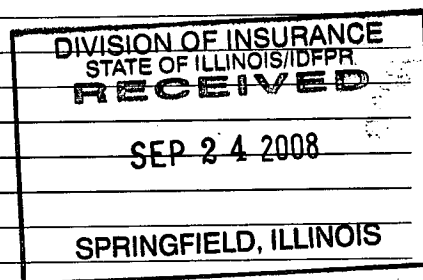 DIVISION OF INSURANCE
STATE OF ILLINOIS/IDFPR
RECEIVED
SEP 24 2008
SPRINGFIELD, ILLINOIS